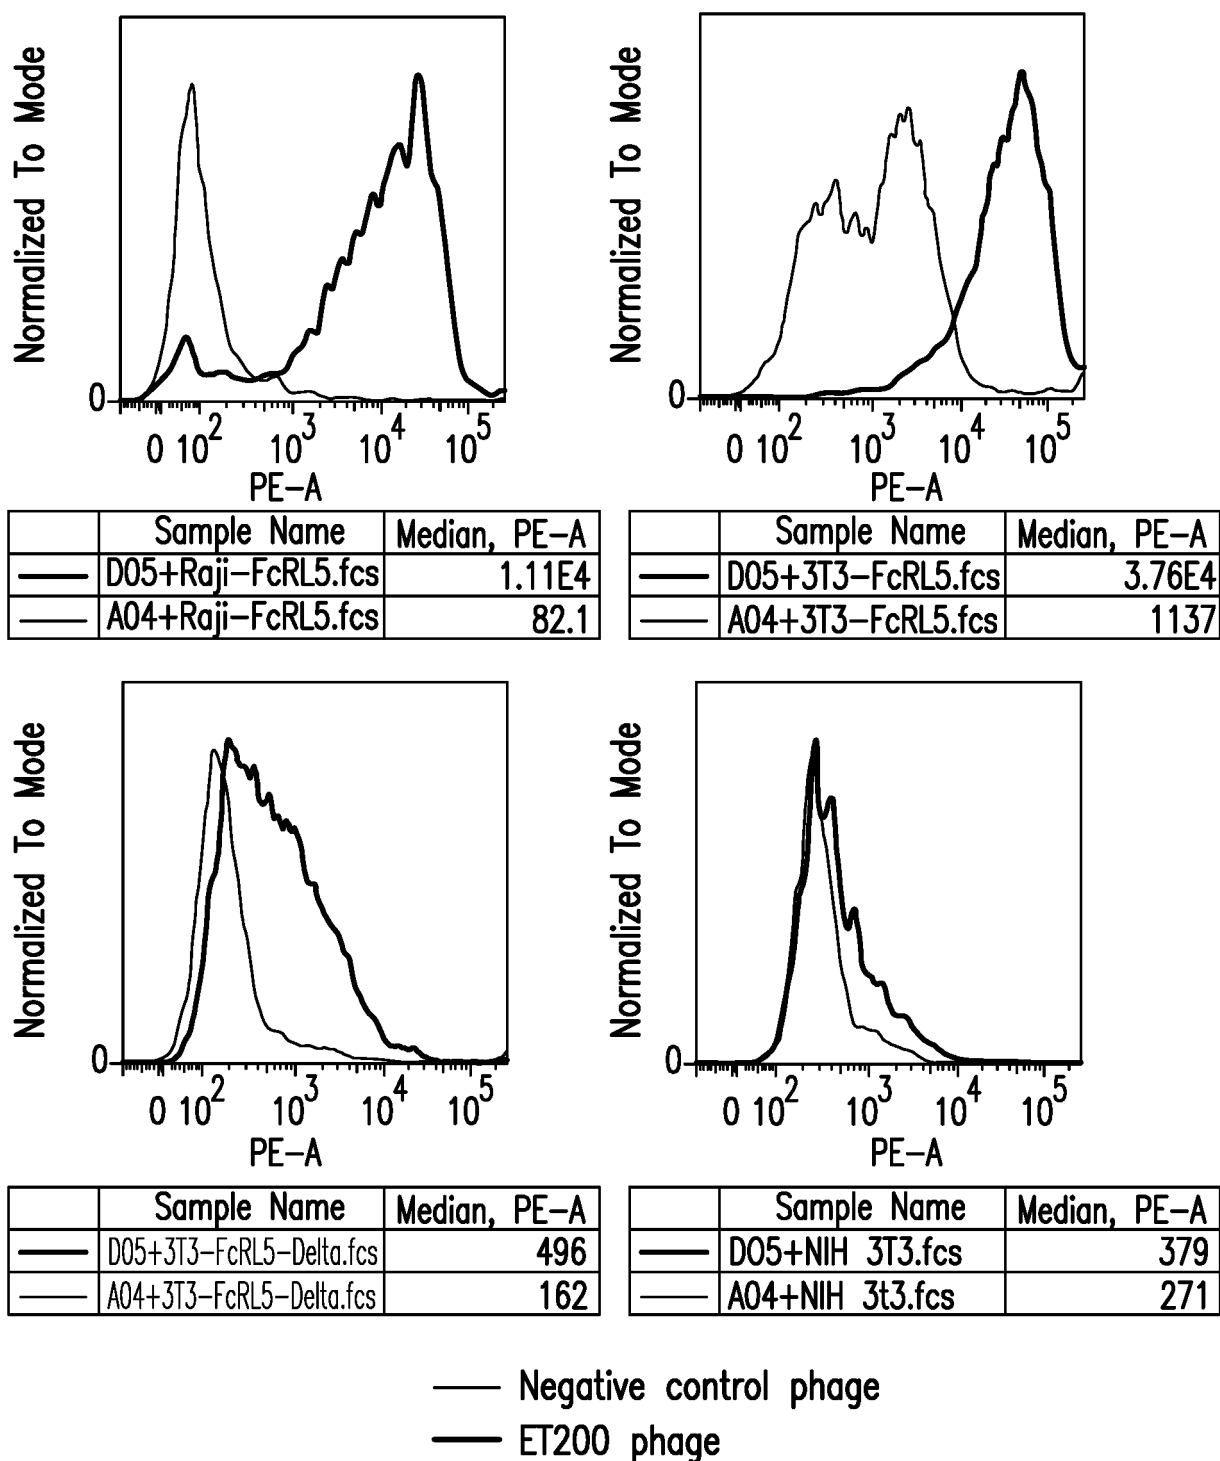 Normalized To Mode
0
0 10^2 10^3 10^4 10^5
PE-A
Sample Name Median, PE-A
D05+Raji-FcRL5.fcs 1.11E4
A04+Raji-FcRL5.fcs 82.1
Normalized To Mode
0
0 10^2 10^3 10^4 10^5
PE-A
Sample Name Median, PE-A
D05+3T3-FcRL5.fcs 3.76E4
A04+3T3-FcRL5.fcs 1137
Normalized To Mode
0
0 10^2 10^3 10^4 10^5
PE-A
Sample Name Median, PE-A
D05+3T3-FcRL5-Delta.fcs 496
A04+3T3-FcRL5-Delta.fcs 162
Normalized To Mode
0
0 10^2 10^3 10^4 10^5
PE-A
Sample Name Median, PE-A
D05+NIH 3T3.fcs 379
A04+NIH 3t3.fcs 271
Negative control phage
ET200 phage